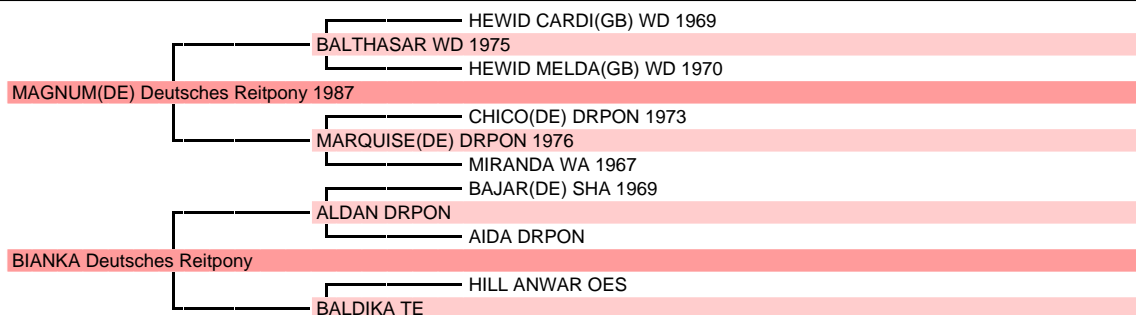 HEWID CARDI(GB) WD 1969
BALTHASAR WD 1975
HEWID MELDA(GB) WD 1970
MAGNUM(DE) Deutsches Reitpony 1987
CHICO(DE) DRPON 1973
MARQUISE(DE) DRPON 1976
MIRANDA WA 1967
BAJAR(DE) SHA 1969
ALDAN DRPON
AIDA DRPON
BIANKA Deutsches Reitpony
HILL ANWAR OES
BALDIKA TE